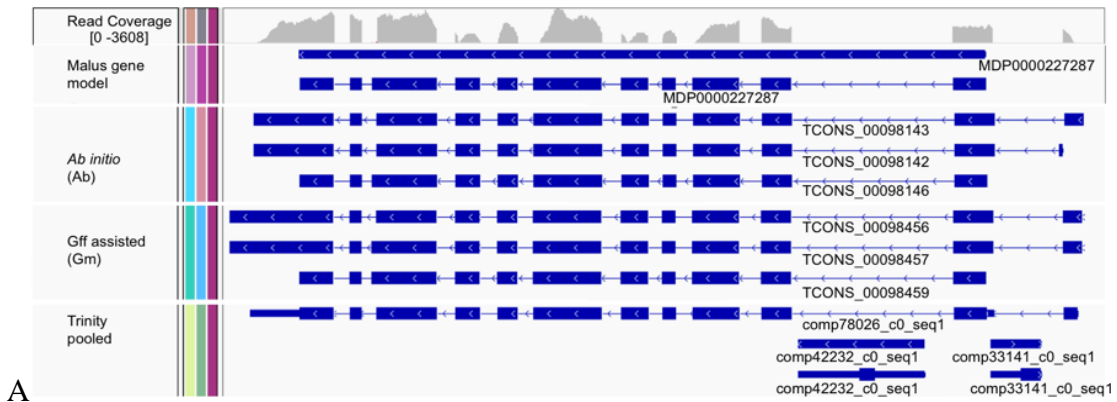 Read Coverage
[0 -3608]
Malus gene
model
MDP0000227287
MDP0000227287
Ab initio
(Ab)
TCONS_00098143
TCONS_00098142
TCONS_00098146
Gff assisted
(Gm)
TCONS_00098456
TCONS_00098457
TCONS_00098459
Trinity
pooled
comp78026_c0_seq1
comp42232_c0_seq1 comp33141_c0_seq1
comp42232_c0_seq1 comp33141_c0_seq1
A